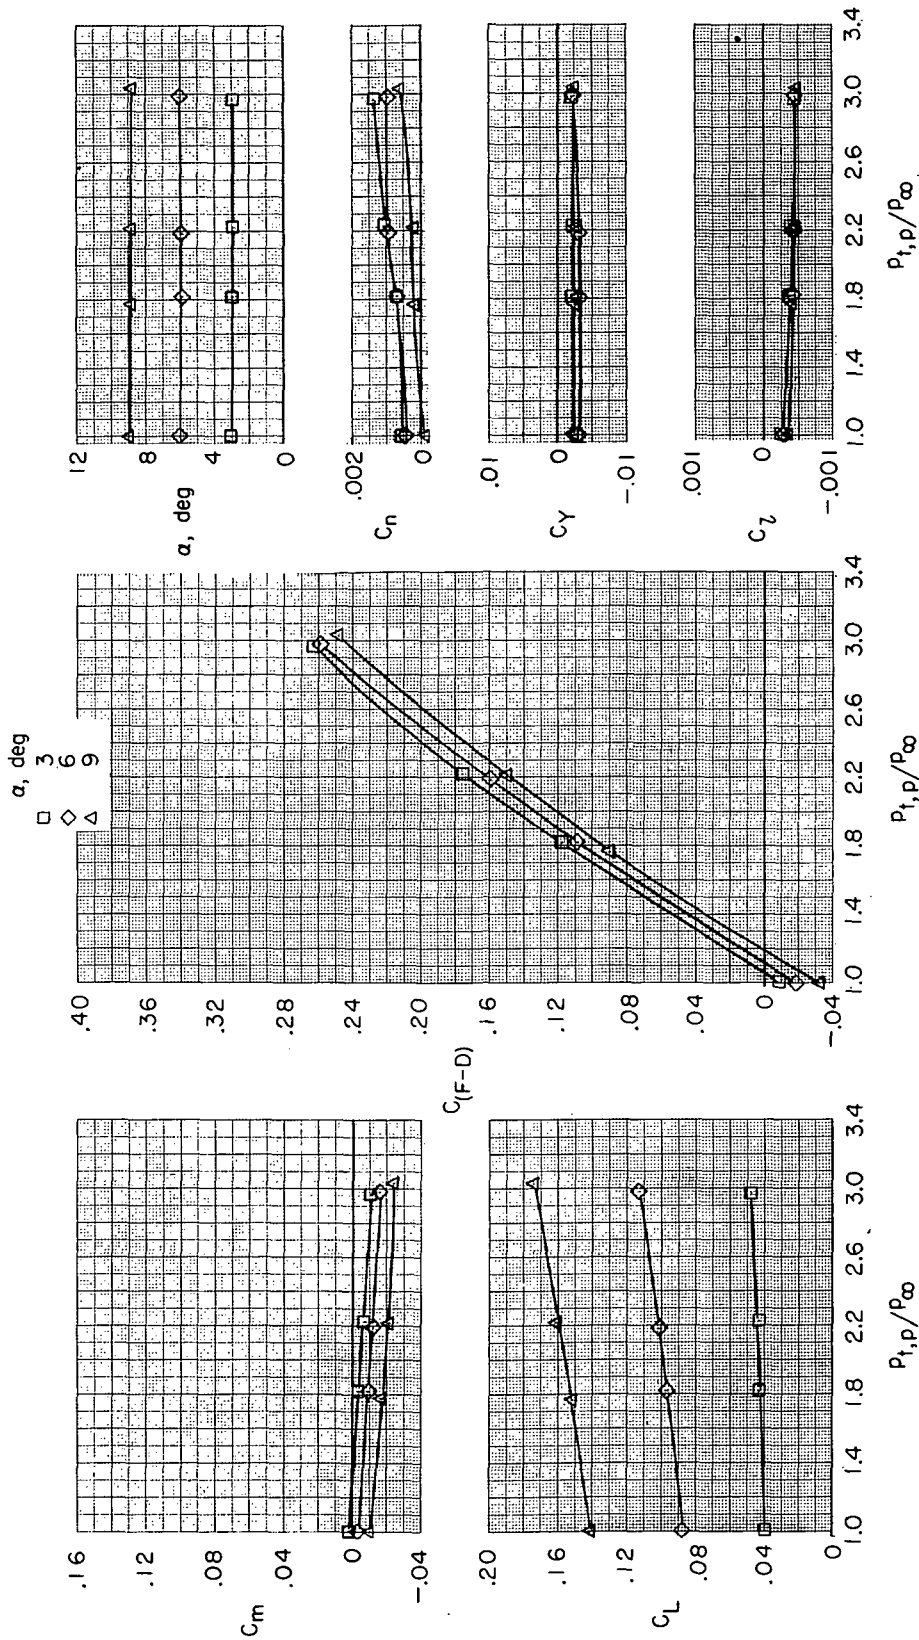 α, deg
□ 3
◇ 6
△ 9
.16
.12
.08
.04
0
-.04
C_m
.20
.16
.12
.08
.04
0
C_L
1.0 1.4 1.8 2.2 2.6 3.0 3.4
p_t,p/p_∞
.40
.36
.32
.28
.24
.20
.16
.12
.08
.04
0
-.04
C_(F-D)
1.0 1.4 1.8 2.2 2.6 3.0 3.4
p_t,p/p_∞
12
8
4
0
α, deg
.002
0
C_n
.01
0
-.01
C_Y
.001
0
-.001
C_l
1.0 1.4 1.8 2.2 2.6 3.0 3.4
p_t,p/p_∞